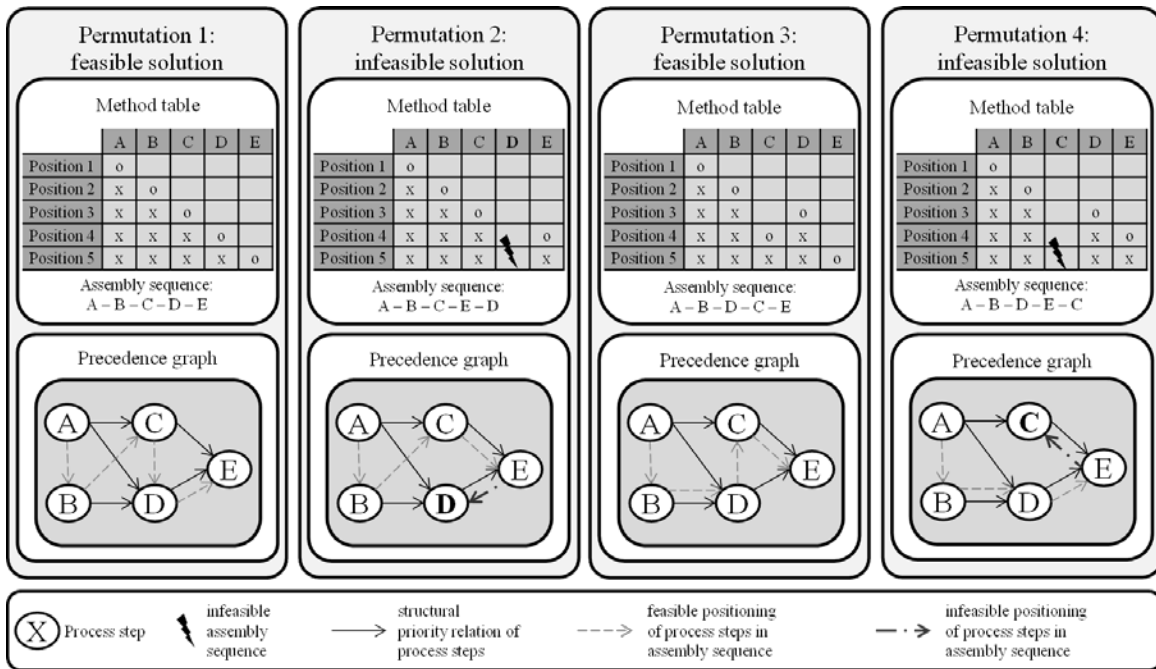 Permutation 1:
feasible solution
Method table
A B C D E
Position 1 o
Position 2 x o
Position 3 x x o
Position 4 x x x o
Position 5 x x x x o
Assembly sequence:
A – B – C – D – E
Precedence graph
A C
E
B D
Permutation 2:
infeasible solution
Method table
A B C D E
Position 1 o
Position 2 x o
Position 3 x x o
Position 4 x x x o
Position 5 x x x x
Assembly sequence:
A – B – C – E – D
Precedence graph
A C
E
B D
Permutation 3:
feasible solution
Method table
A B C D E
Position 1 o
Position 2 x o
Position 3 x x o
Position 4 x x o x
Position 5 x x x x o
Assembly sequence:
A – B – D – C – E
Precedence graph
A C
E
B D
Permutation 4:
infeasible solution
Method table
A B C D E
Position 1 o
Position 2 x o
Position 3 x x o
Position 4 x x x o
Position 5 x x x x
Assembly sequence:
A – B – D – E – C
Precedence graph
A C
E
B D
X Process step
infeasible
assembly
sequence
structural
priority relation of
process steps
feasible positioning
of process steps in
assembly sequence
infeasible positioning
of process steps in
assembly sequence